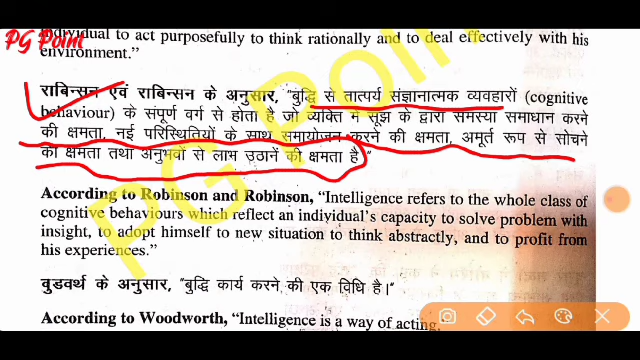 PG Point
individual to act purposefully to think rationally and to deal effectively with his
environment.”
राबिन्सन एवं राबिन्सन के अनुसार, “बुद्धि से तात्पर्य संज्ञानात्मक व्यवहारों (cognitive
behaviour) के संपूर्ण वर्ग से होता है जो व्यक्ति में सूझ के द्वारा समस्या समाधान करने
की क्षमता, नई परिस्थितियों के साथ समायोजन करने की क्षमता, अमूर्त रूप से सोचने
की क्षमता तथा अनुभवों से लाभ उठानें की क्षमता है”
According to Robinson and Robinson, “Intelligence refers to the whole class of
cognitive behaviours which reflect an individual’s capacity to solve problem with
insight, to adopt himself to new situation to think abstractly, and to profit from
his experiences.”
वुडवर्थ के अनुसार, “बुद्धि कार्य करने की एक विधि है।”
According to Woodworth, “Intelligence is a way of acting.